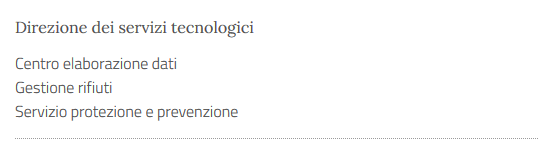 Direzione dei servizi tecnologici
Centro elaborazione dati
Gestione rifiuti
Servizio protezione e prevenzione